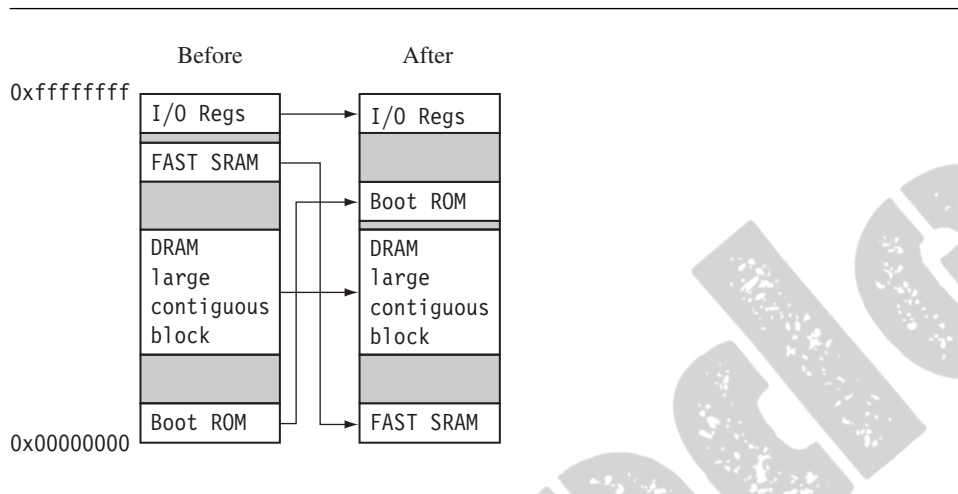 Before
After
0xffffffff
I/O Regs
FAST SRAM
DRAM
large
contiguous
block
Boot ROM
0x00000000
I/O Regs
Boot ROM
DRAM
large
contiguous
block
FAST SRAM